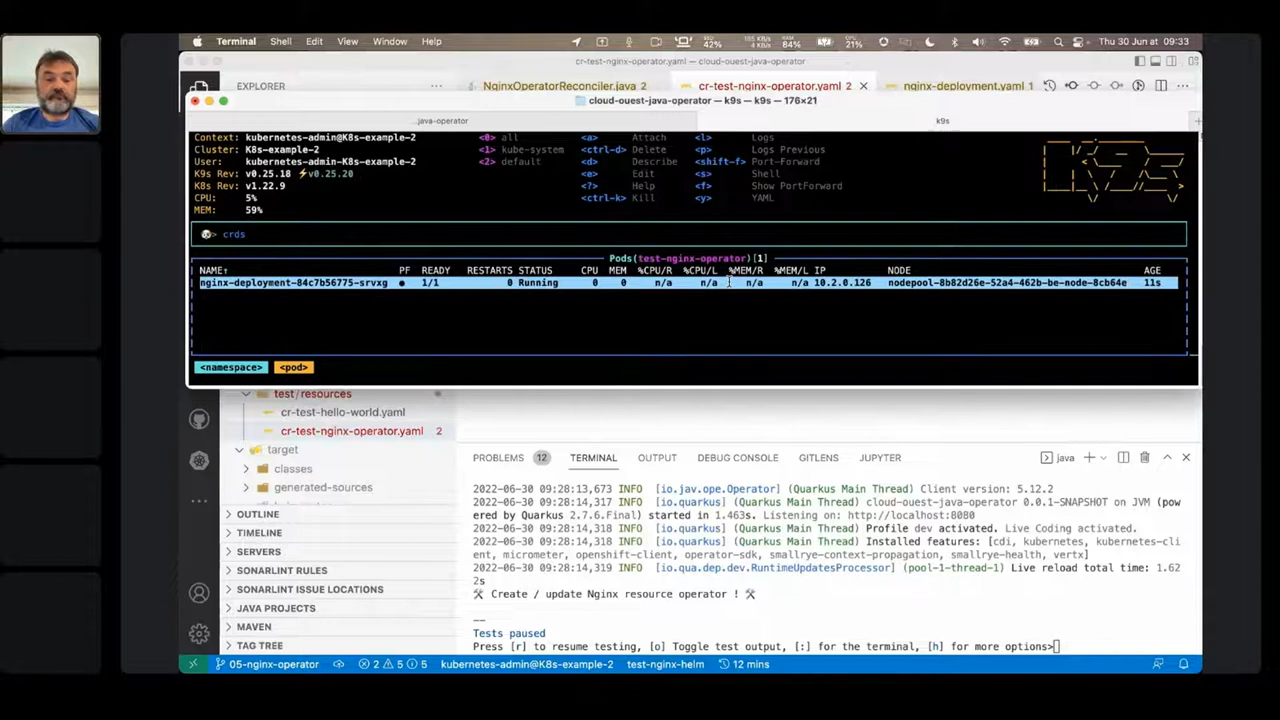 Terminal Shell Edit View Window Help
42%
84%
21%
Thu 30 Jun at 09:33
cr-test-nginx-operator.yaml — cloud-ouest-java-operator
EXPLORER
NginxOperatorReconciler.java 2
cr-test-nginx-operator.yaml 2
nginx-deployment.yaml 1
cloud-ouest-java-operator — k9s — k9s — 176×21
...java-operator
k9s
Context: kubernetes-admin@K8s-example-2 <0> all <a> Attach <l> Logs
Cluster: K8s-example-2 <1> kube-system <ctrl-d> Delete <p> Logs Previous
User: kubernetes-admin-K8s-example-2 <2> default <d> Describe <shift-f> Port-Forward
K9s Rev: v0.25.18 ⚡v0.25.20 <e> Edit <s> Shell
K8s Rev: v1.22.9 <?> Help <f> Show PortForward
CPU: 5% <ctrl-k> Kill <y> YAML
MEM: 59%
K9s
> crds
Pods(test-nginx-operator)[1]
NAME↑ PF READY RESTARTS STATUS CPU MEM %CPU/R %CPU/L %MEM/R %MEM/L IP NODE AGE
nginx-deployment-84c7b56775-srvxg ● 1/1 0 Running 0 0 n/a n/a n/a n/a 10.2.0.126 nodepool-8b82d26e-52a4-462b-be-node-8cb64e 11s
<namespace> <pod>
test/resources
cr-test-hello-world.yaml
cr-test-nginx-operator.yaml 2
target
classes
generated-sources
OUTLINE
TIMELINE
SERVERS
SONARLINT RULES
SONARLINT ISSUE LOCATIONS
JAVA PROJECTS
MAVEN
TAG TREE
PROBLEMS 12 TERMINAL OUTPUT DEBUG CONSOLE GITLENS JUPYTER java
2022-06-30 09:28:13,673 INFO [io.jav.ope.Operator] (Quarkus Main Thread) Client version: 5.12.2
2022-06-30 09:28:14,317 INFO [io.quarkus] (Quarkus Main Thread) cloud-ouest-java-operator 0.0.1-SNAPSHOT on JVM (pow
ered by Quarkus 2.7.6.Final) started in 1.463s. Listening on: http://localhost:8080
2022-06-30 09:28:14,318 INFO [io.quarkus] (Quarkus Main Thread) Profile dev activated. Live Coding activated.
2022-06-30 09:28:14,318 INFO [io.quarkus] (Quarkus Main Thread) Installed features: [cdi, kubernetes, kubernetes-cli
ent, micrometer, openshift-client, operator-sdk, smallrye-context-propagation, smallrye-health, vertx]
2022-06-30 09:28:14,319 INFO [io.qua.dep.dev.RuntimeUpdatesProcessor] (pool-1-thread-1) Live reload total time: 1.62
2s
🛠 Create / update Nginx resource operator ! 🛠
--
Tests paused
Press [r] to resume testing, [o] Toggle test output, [:] for the terminal, [h] for more options>
05-nginx-operator 2 5 5 kubernetes-admin@K8s-example-2 test-nginx-helm 12 mins